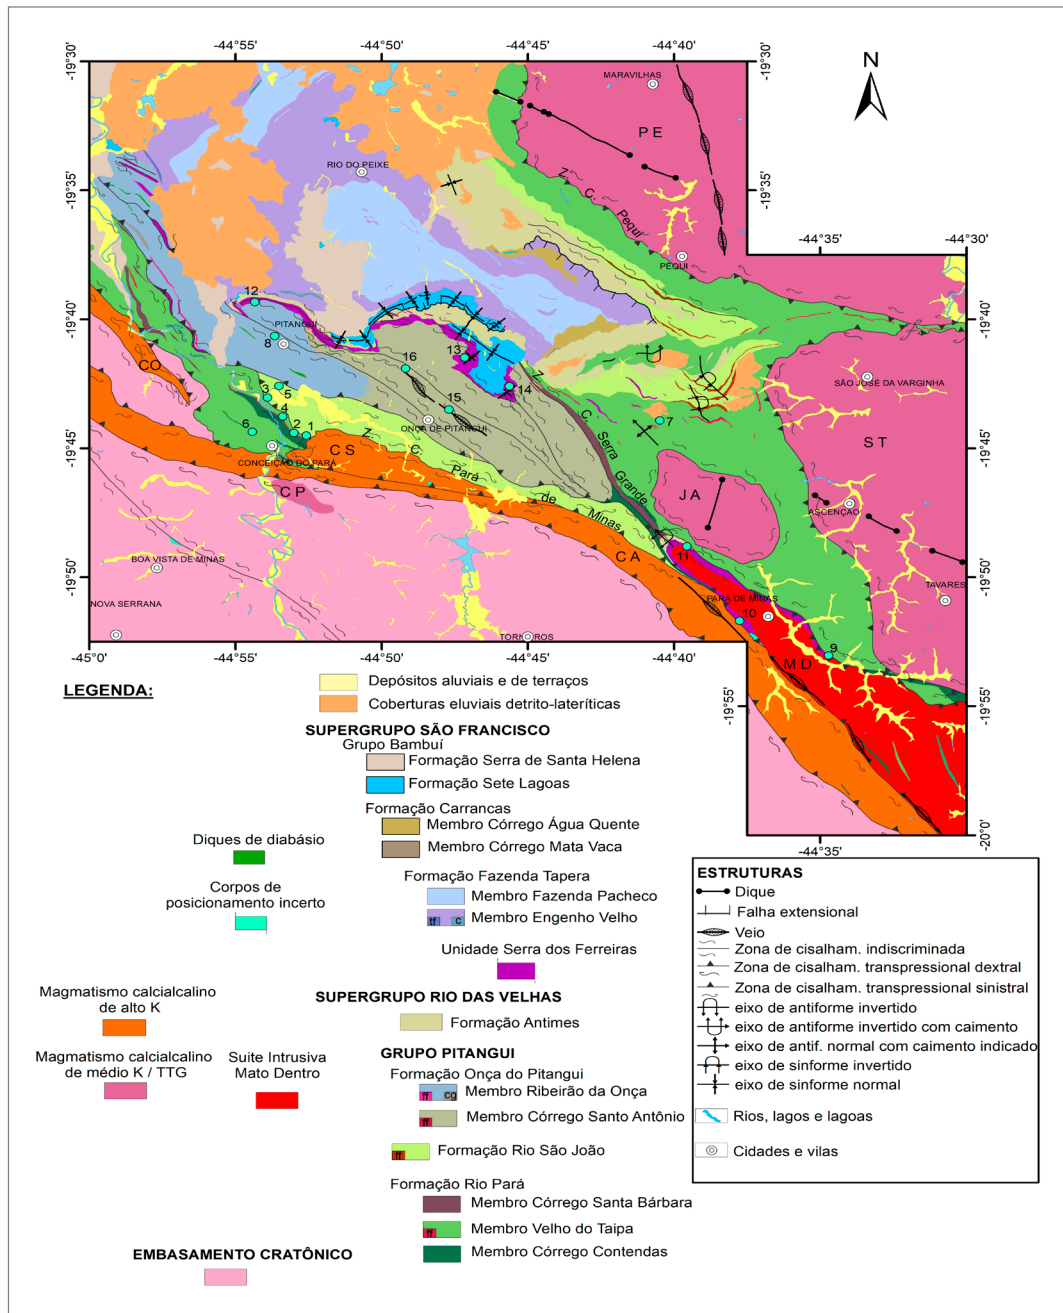 -44°55'
-44°50'
-44°45'
-44°40'
-19°30'
-19°30'
N
MARAVILHAS
P E
RIO DO PEIXE
-19°35'
-19°35'
Z. C. Pequi
PEQUI
-44°35'
-44°30'
12
-19°40'
-19°40'
PITANGUI
8
16
13
CO
14
SÃO JOSÉ DA VARGINHA
3
5
4
15
ONÇA DE PITANGUI
7
6
2
1
-19°45'
-19°45'
C S
S T
CONCEIÇÃO DO PARÁ
C P
Z. C. Pará de Minas
Z. C. Serra Grande
J A
ASCENÇÃO
BOA VISTA DE MINAS
C A
11
-19°50'
-19°50'
TAVARES
NOVA SERRANA
PARÁ DE MINAS
10
9
M D
-45°0'
-44°55'
-44°50'
-44°45'
-44°40'
-19°55'
-19°55'
-20°0'
-44°35'
LEGENDA:
Depósitos aluviais e de terraços
Coberturas eluviais detrito-lateríticas
SUPERGRUPO SÃO FRANCISCO
Grupo Bambuí
Formação Serra de Santa Helena
Formação Sete Lagoas
Formação Carrancas
Membro Córrego Água Quente
Membro Córrego Mata Vaca
Diques de diabásio
Corpos de
posicionamento incerto
Formação Fazenda Tapera
Membro Fazenda Pacheco
tf c Membro Engenho Velho
Unidade Serra dos Ferreiras
Magmatismo calcialcalino
de alto K
SUPERGRUPO RIO DAS VELHAS
Formação Antimes
Magmatismo calcialcalino
de médio K / TTG
Suite Intrusiva
Mato Dentro
GRUPO PITANGUI
Formação Onça do Pitangui
ff cg Membro Ribeirão da Onça
ff Membro Córrego Santo Antônio
ff Formação Rio São João
Formação Rio Pará
Membro Córrego Santa Bárbara
ff Membro Velho do Taipa
Membro Córrego Contendas
EMBASAMENTO CRATÔNICO
ESTRUTURAS
Dique
Falha extensional
Veio
Zona de cisalham. indiscriminada
Zona de cisalham. transpressional dextral
Zona de cisalham. transpressional sinistral
eixo de antiforme invertido
eixo de antiforme invertido com caimento
eixo de antif. normal com caimento indicado
eixo de sinforme invertido
eixo de sinforme normal
Rios, lagos e lagoas
Cidades e vilas